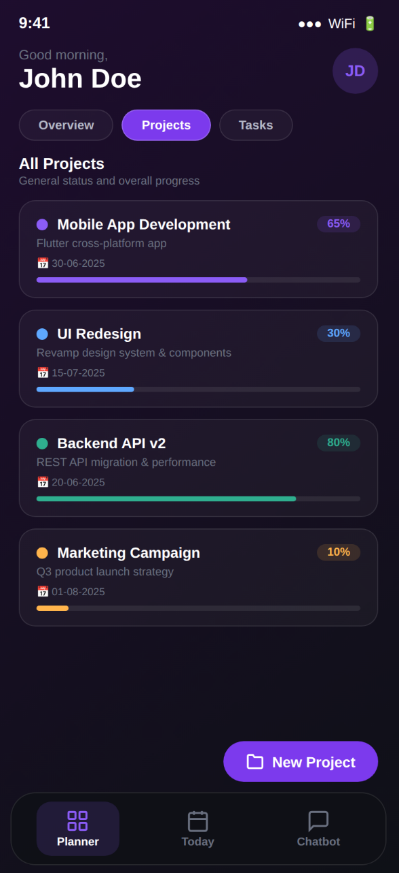 9:41 ●●● WiFi 🔋
Good morning,
John Doe
JD
Overview Projects Tasks
All Projects
General status and overall progress
Mobile App Development 65%
Flutter cross-platform app
📅 30-06-2025
UI Redesign 30%
Revamp design system & components
📅 15-07-2025
Backend API v2 80%
REST API migration & performance
📅 20-06-2025
Marketing Campaign 10%
Q3 product launch strategy
📅 01-08-2025
New Project
Planner Today Chatbot